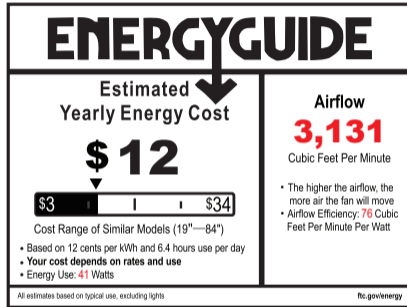 ENERGYGUIDE
Estimated
Yearly Energy Cost
$12
$3 $34
Cost Range of Similar Models (19"—84")
• Based on 12 cents per kWh and 6.4 hours use per day
• Your cost depends on rates and use
• Energy Use: 41 Watts
Airflow
3,131
Cubic Feet Per Minute
• The higher the airflow, the
more air the fan will move
• Airflow Efficiency: 76 Cubic
Feet Per Minute Per Watt
All estimates based on typical use, excluding lights
ftc.gov/energy